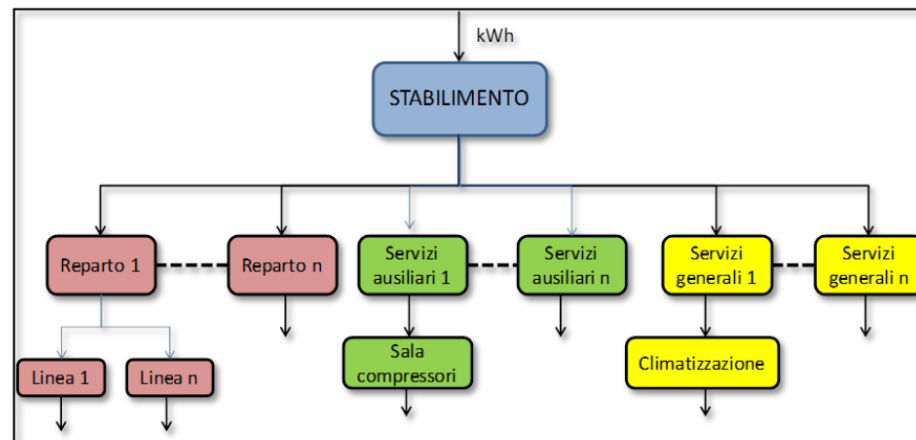 kWh
STABILIMENTO
Reparto 1
Reparto n
Servizi
ausiliari 1
Servizi
ausiliari n
Servizi
generali 1
Servizi
generali n
Linea 1
Linea n
Sala
compressori
Climatizzazione